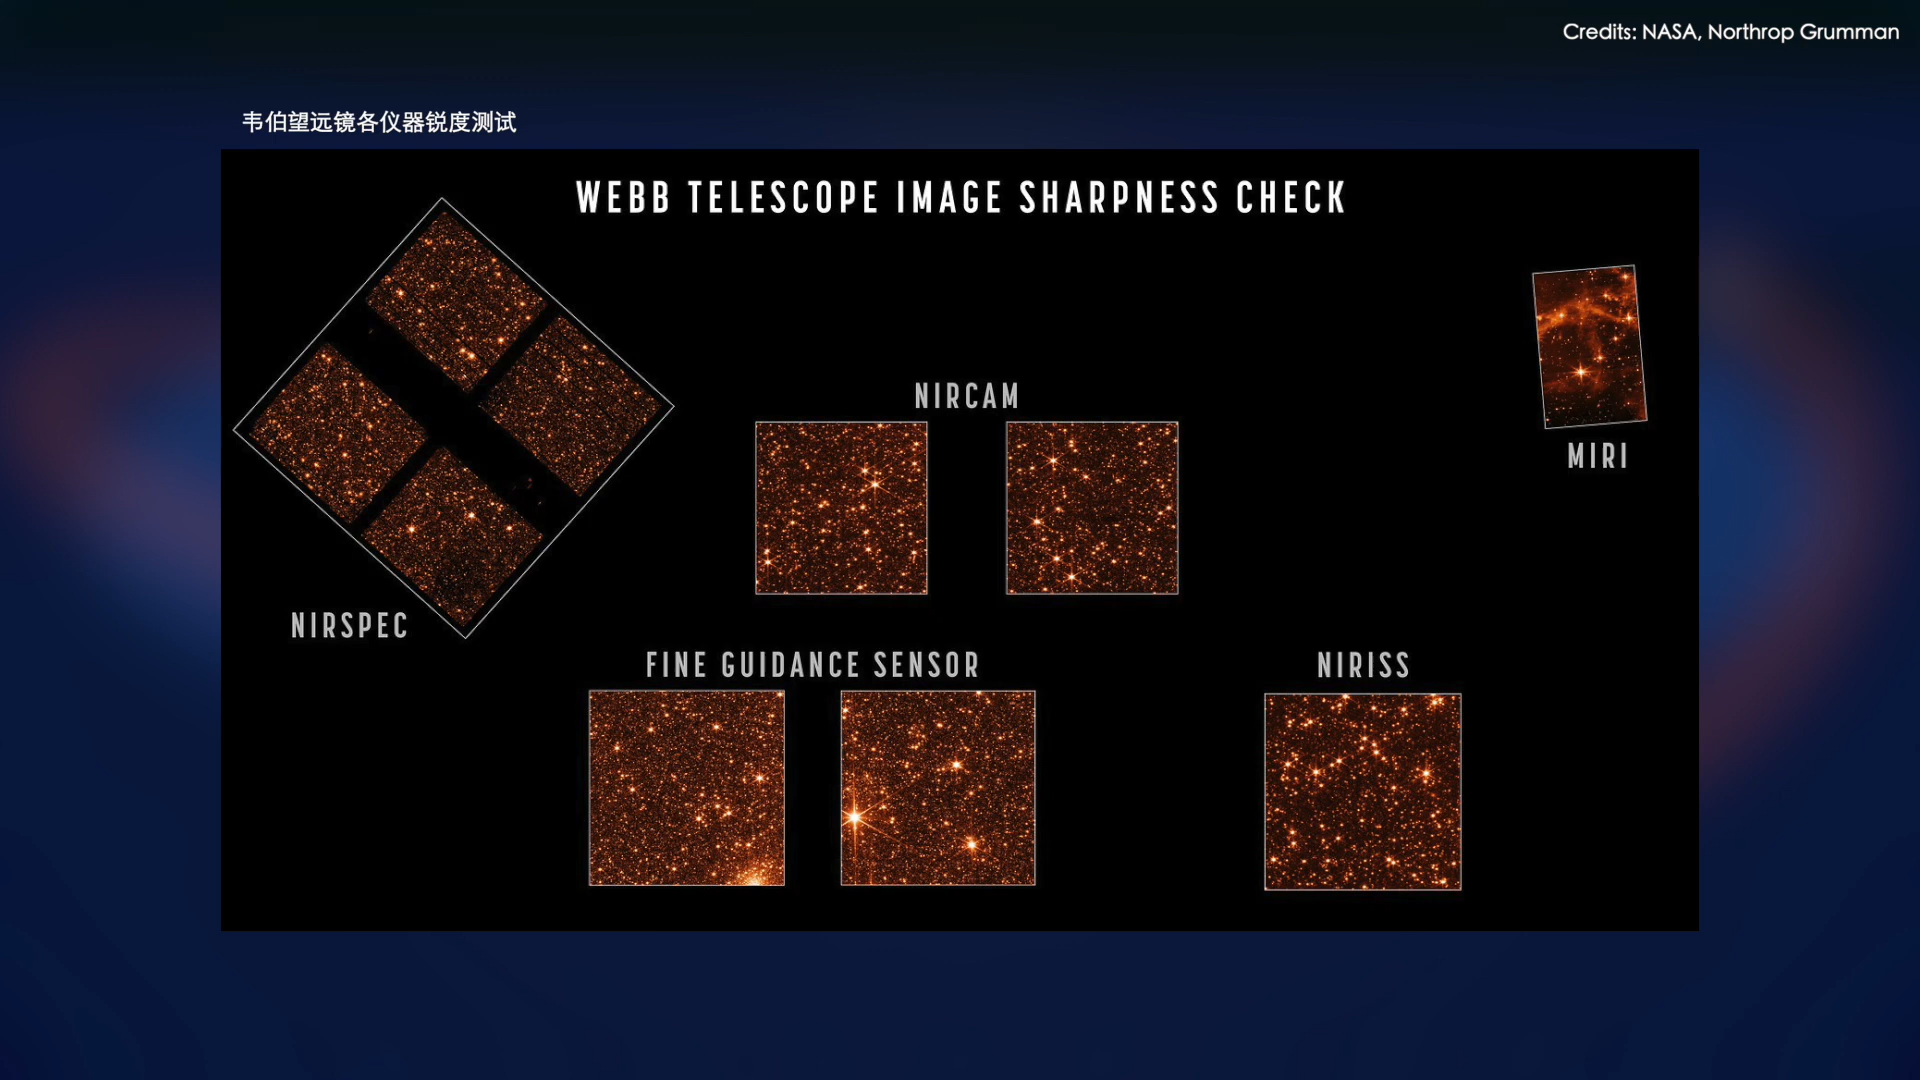 Credits: NASA, Northrop Grumman
韦伯望远镜各仪器锐度测试
WEBB TELESCOPE IMAGE SHARPNESS CHECK
NIRCAM
MIRI
NIRSPEC
FINE GUIDANCE SENSOR
NIRISS